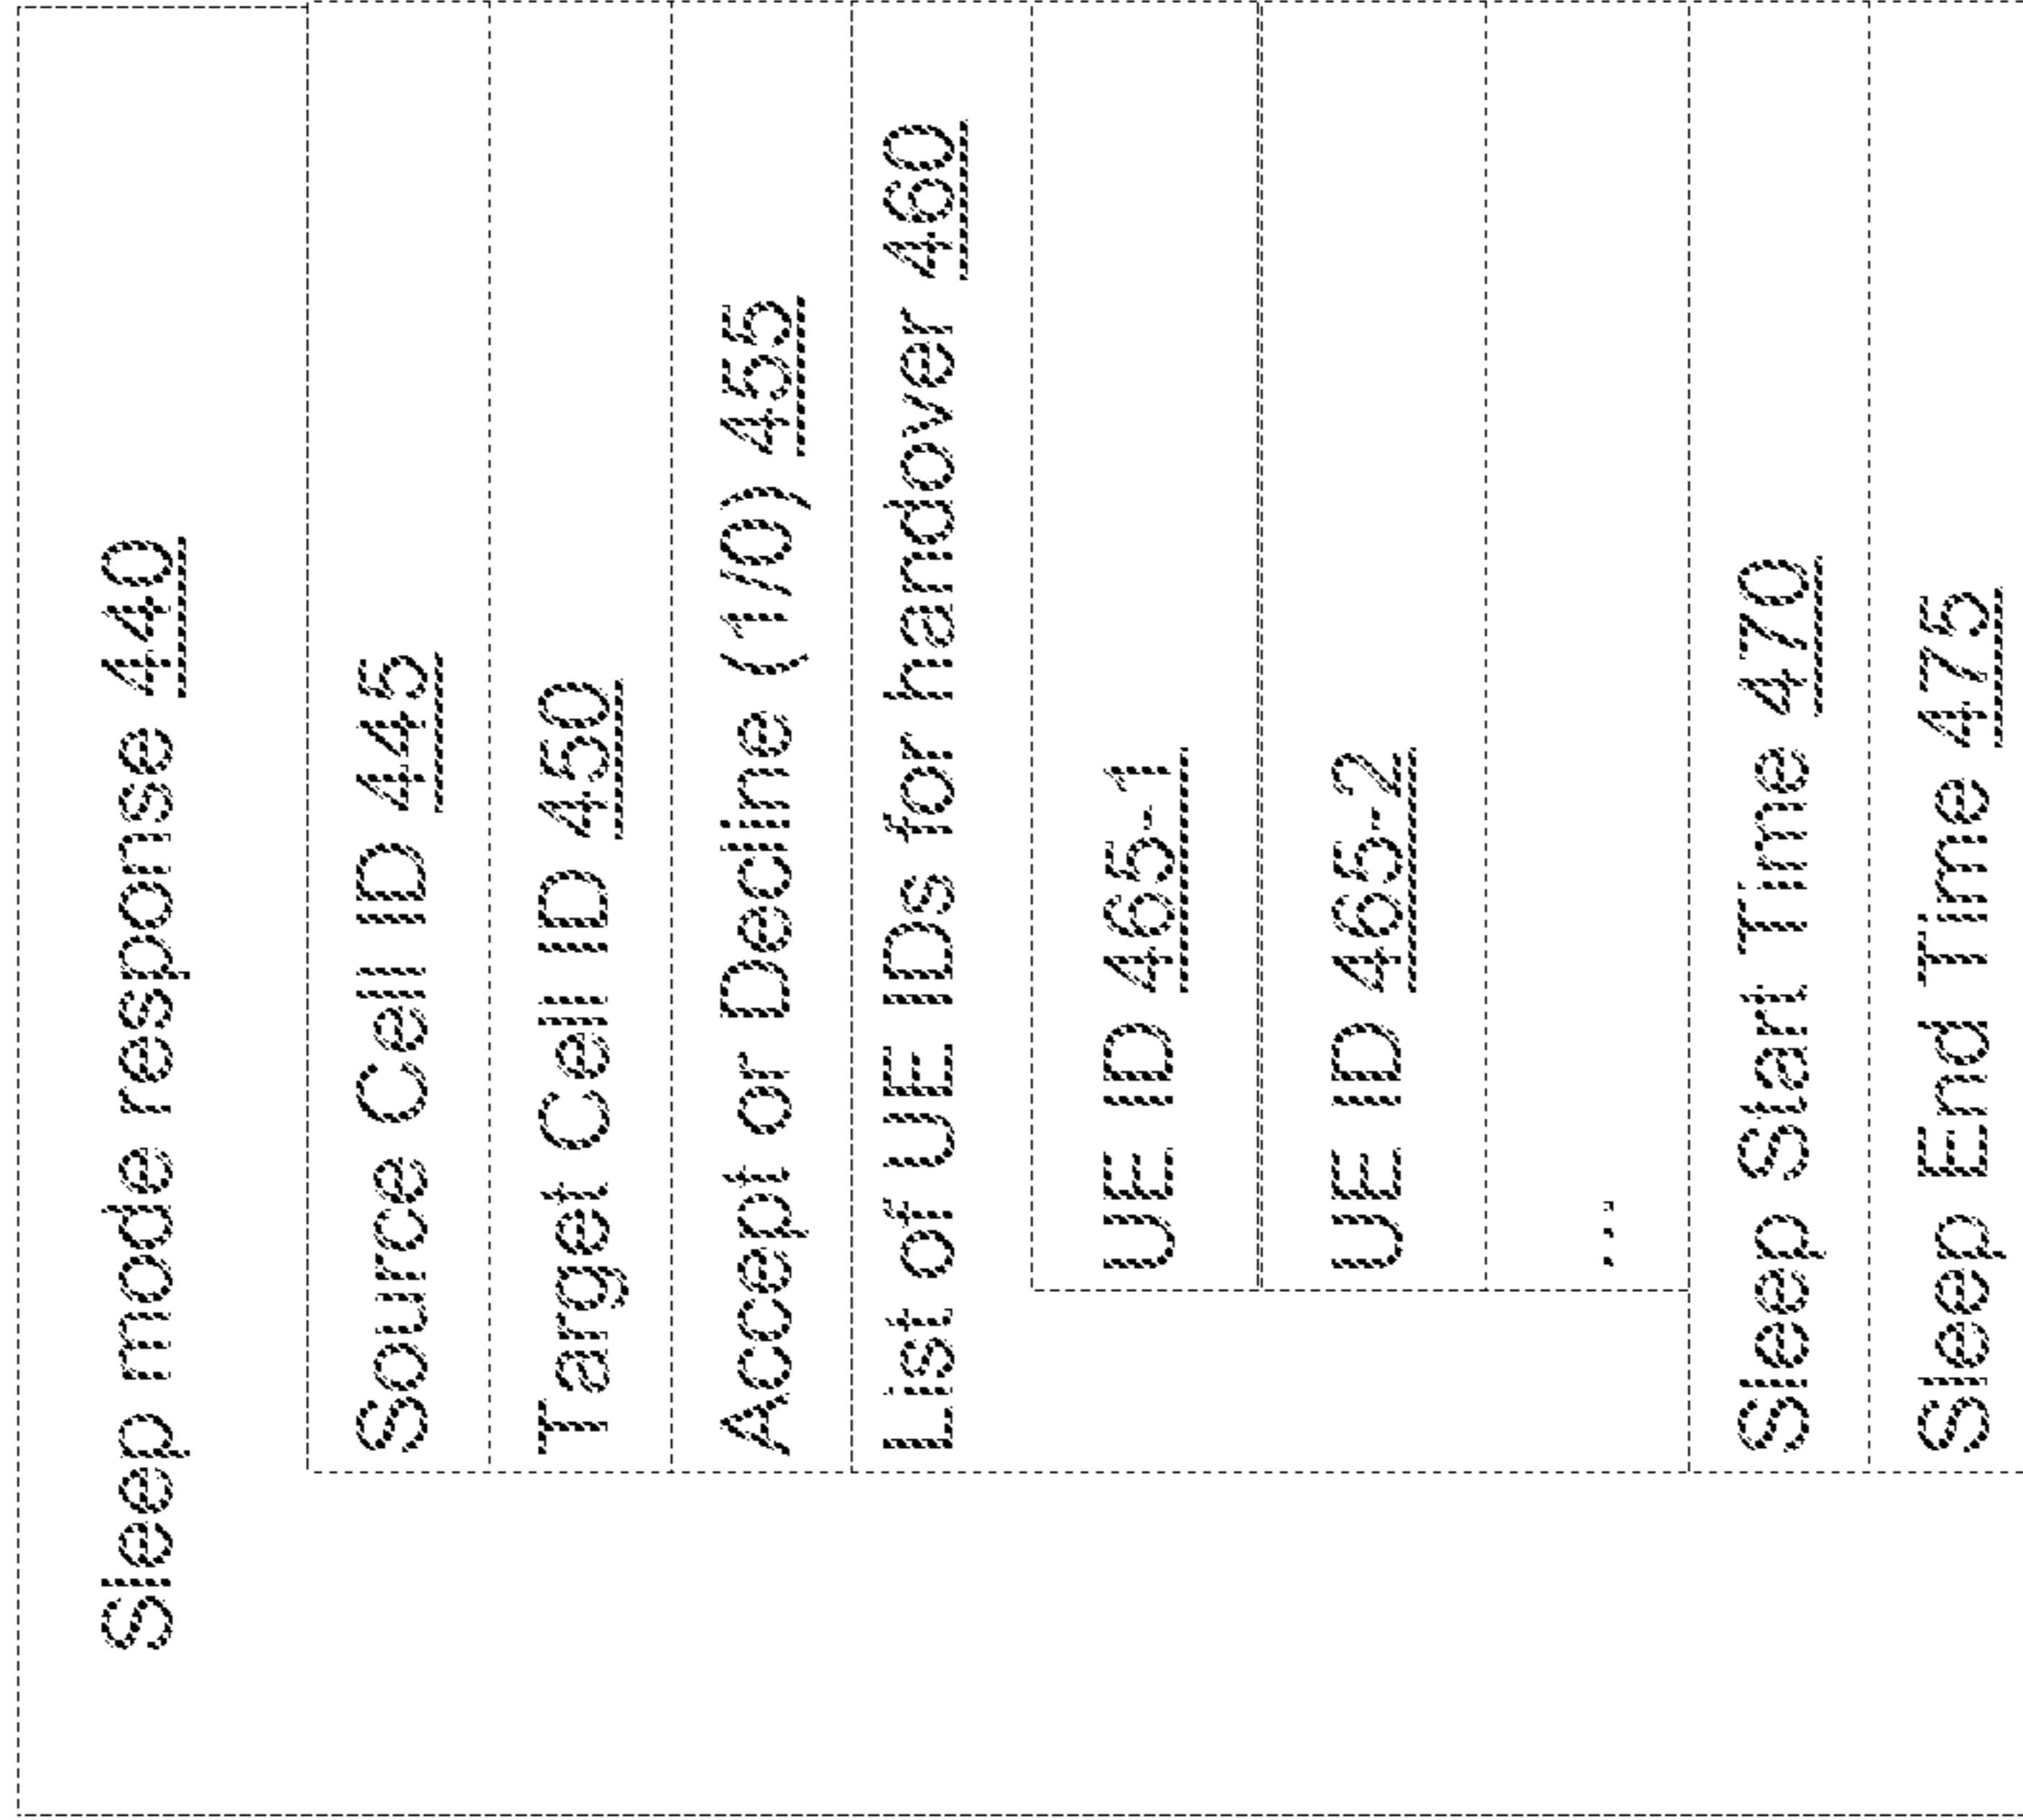 Sleep mode response 440
Source Cell ID 445
Target Cell ID 450
Accept or Decline (1/0) 455
List of UE IDs for handover 460
UE ID 465-1
UE ID 465-2
...
Sleep Start Time 470
Sleep End Time 475